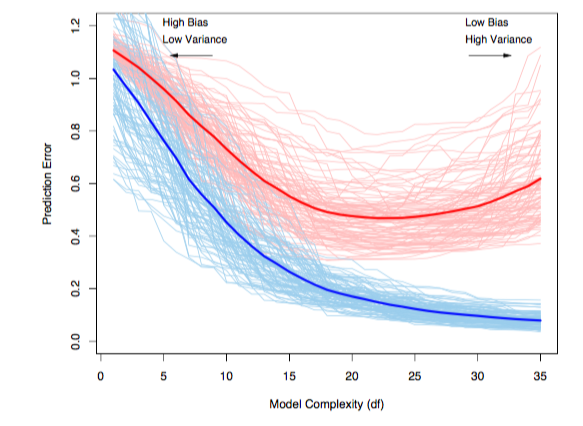 High Bias
Low Variance
Low Bias
High Variance
Prediction Error
0.0
0.2
0.4
0.6
0.8
1.0
1.2
0 5 10 15 20 25 30 35
Model Complexity (df)